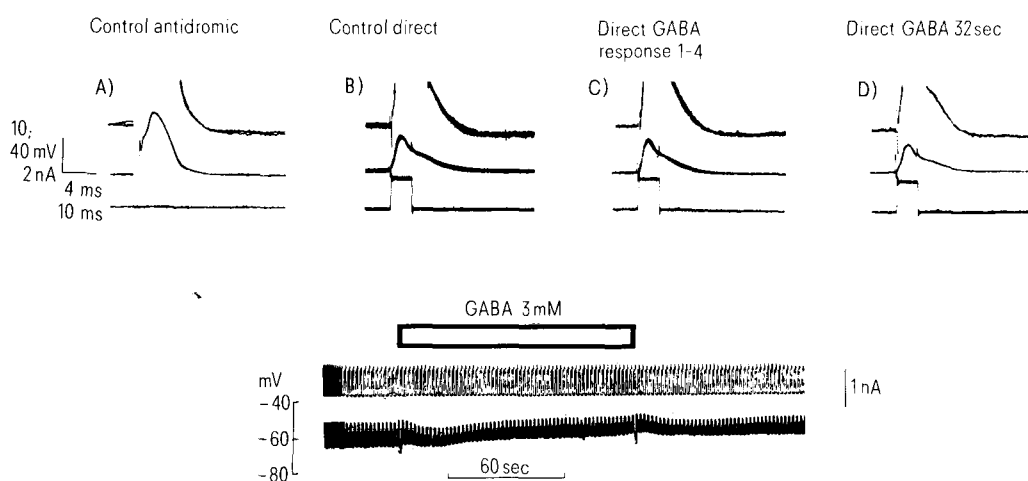 Control antidromic
Control direct
Direct GABA
response 1-4
Direct GABA 32sec
A)
B)
C)
D)
10,
40 mV
2 nA
4 ms
10 ms
GABA 3mM
mV
-40
-60
-80
1 nA
60 sec